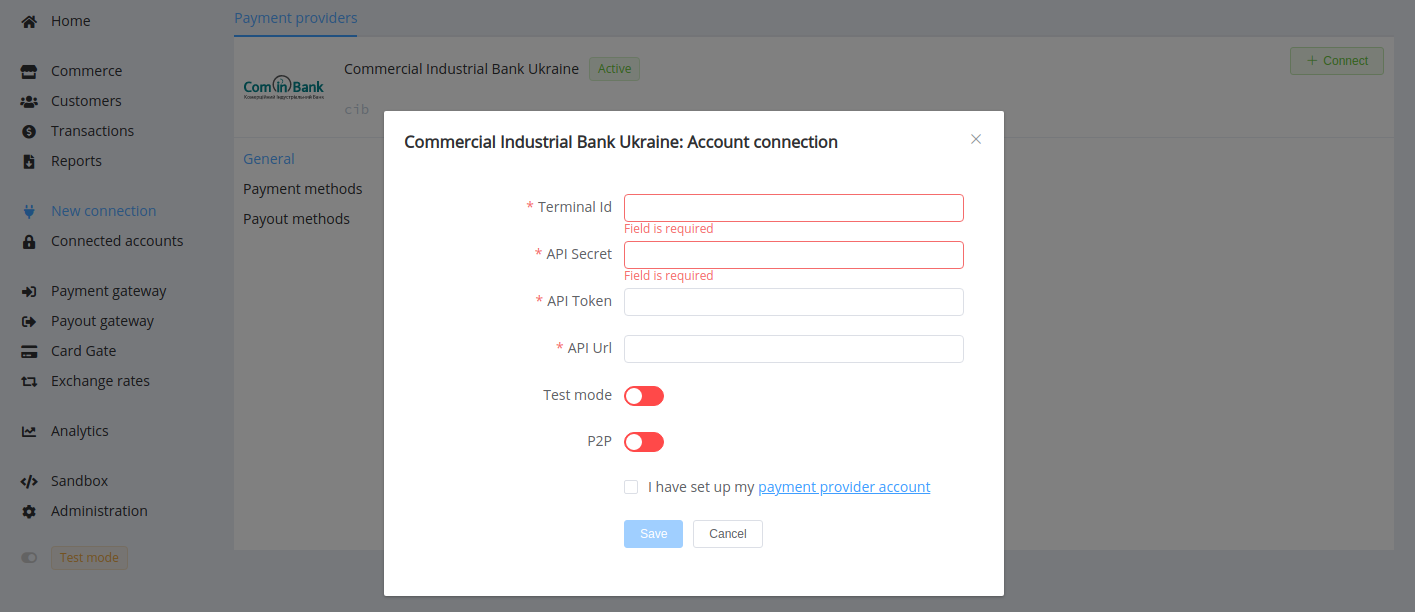 Home
Commerce
Customers
Transactions
Reports
New connection
Connected accounts
Payment gateway
Payout gateway
Card Gate
Exchange rates
Analytics
Sandbox
Administration
Test mode
Payment providers
Com in Bank
Комерційний Індустріальний Банк
Commercial Industrial Bank Ukraine Active
cib
+ Connect
General
Payment methods
Payout methods
Commercial Industrial Bank Ukraine: Account connection
* Terminal Id
Field is required
* API Secret
Field is required
* API Token
* API Url
Test mode
P2P
I have set up my payment provider account
Save Cancel